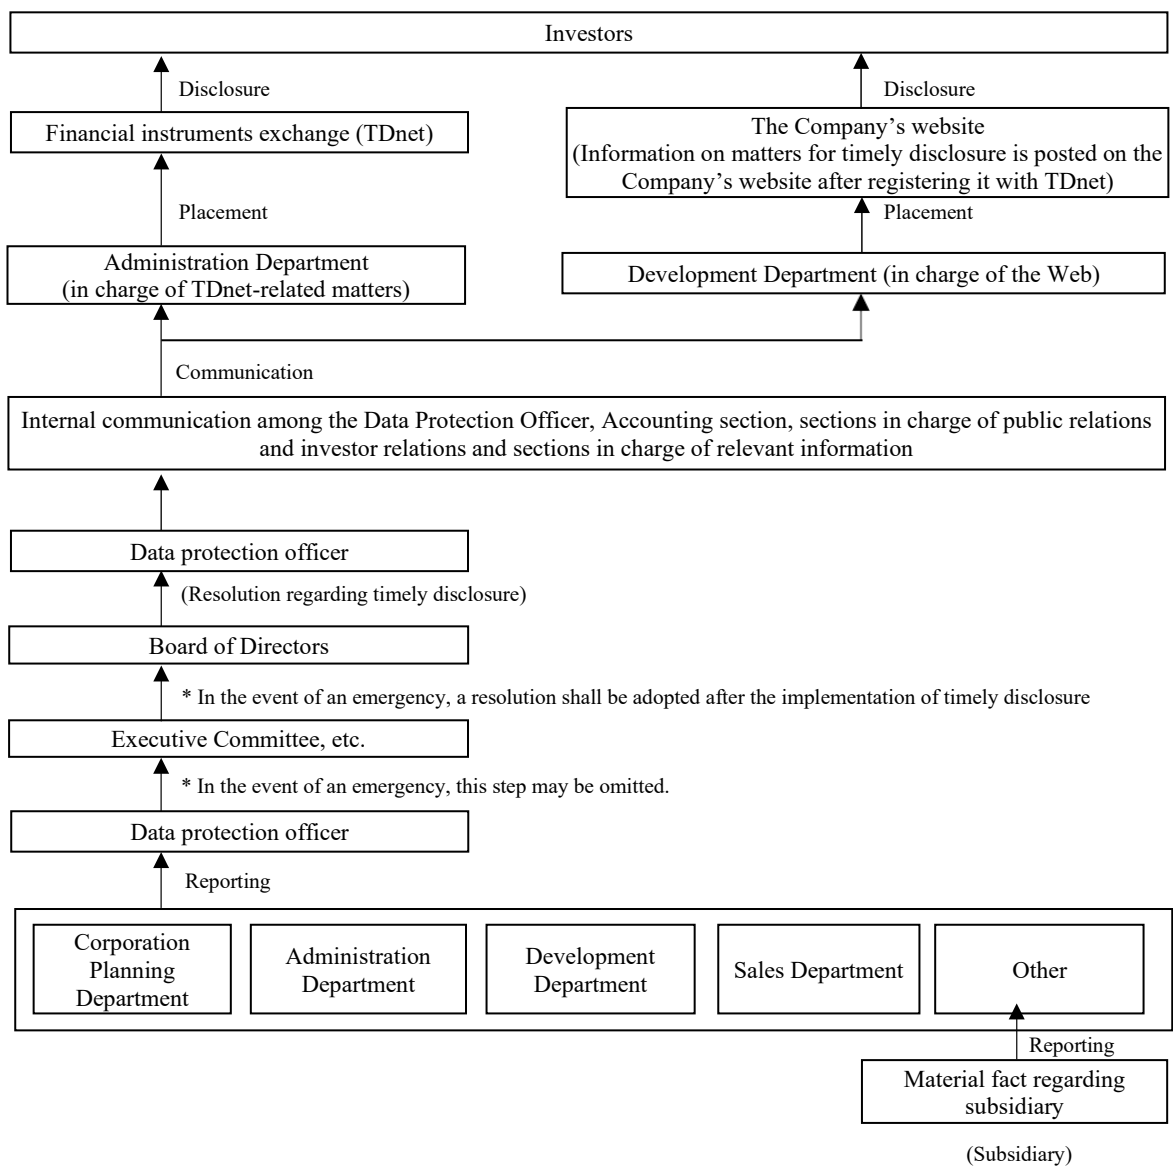 Investors
Disclosure
Disclosure
Financial instruments exchange (TDnet)
The Company’s website
(Information on matters for timely disclosure is posted on the
Company’s website after registering it with TDnet)
Placement
Placement
Administration Department
(in charge of TDnet-related matters)
Development Department (in charge of the Web)
Communication
Internal communication among the Data Protection Officer, Accounting section, sections in charge of public relations
and investor relations and sections in charge of relevant information
Data protection officer
(Resolution regarding timely disclosure)
Board of Directors
* In the event of an emergency, a resolution shall be adopted after the implementation of timely disclosure
Executive Committee, etc.
* In the event of an emergency, this step may be omitted.
Data protection officer
Reporting
Corporation
Planning
Department
Administration
Department
Development
Department
Sales Department
Other
Reporting
Material fact regarding
subsidiary
(Subsidiary)